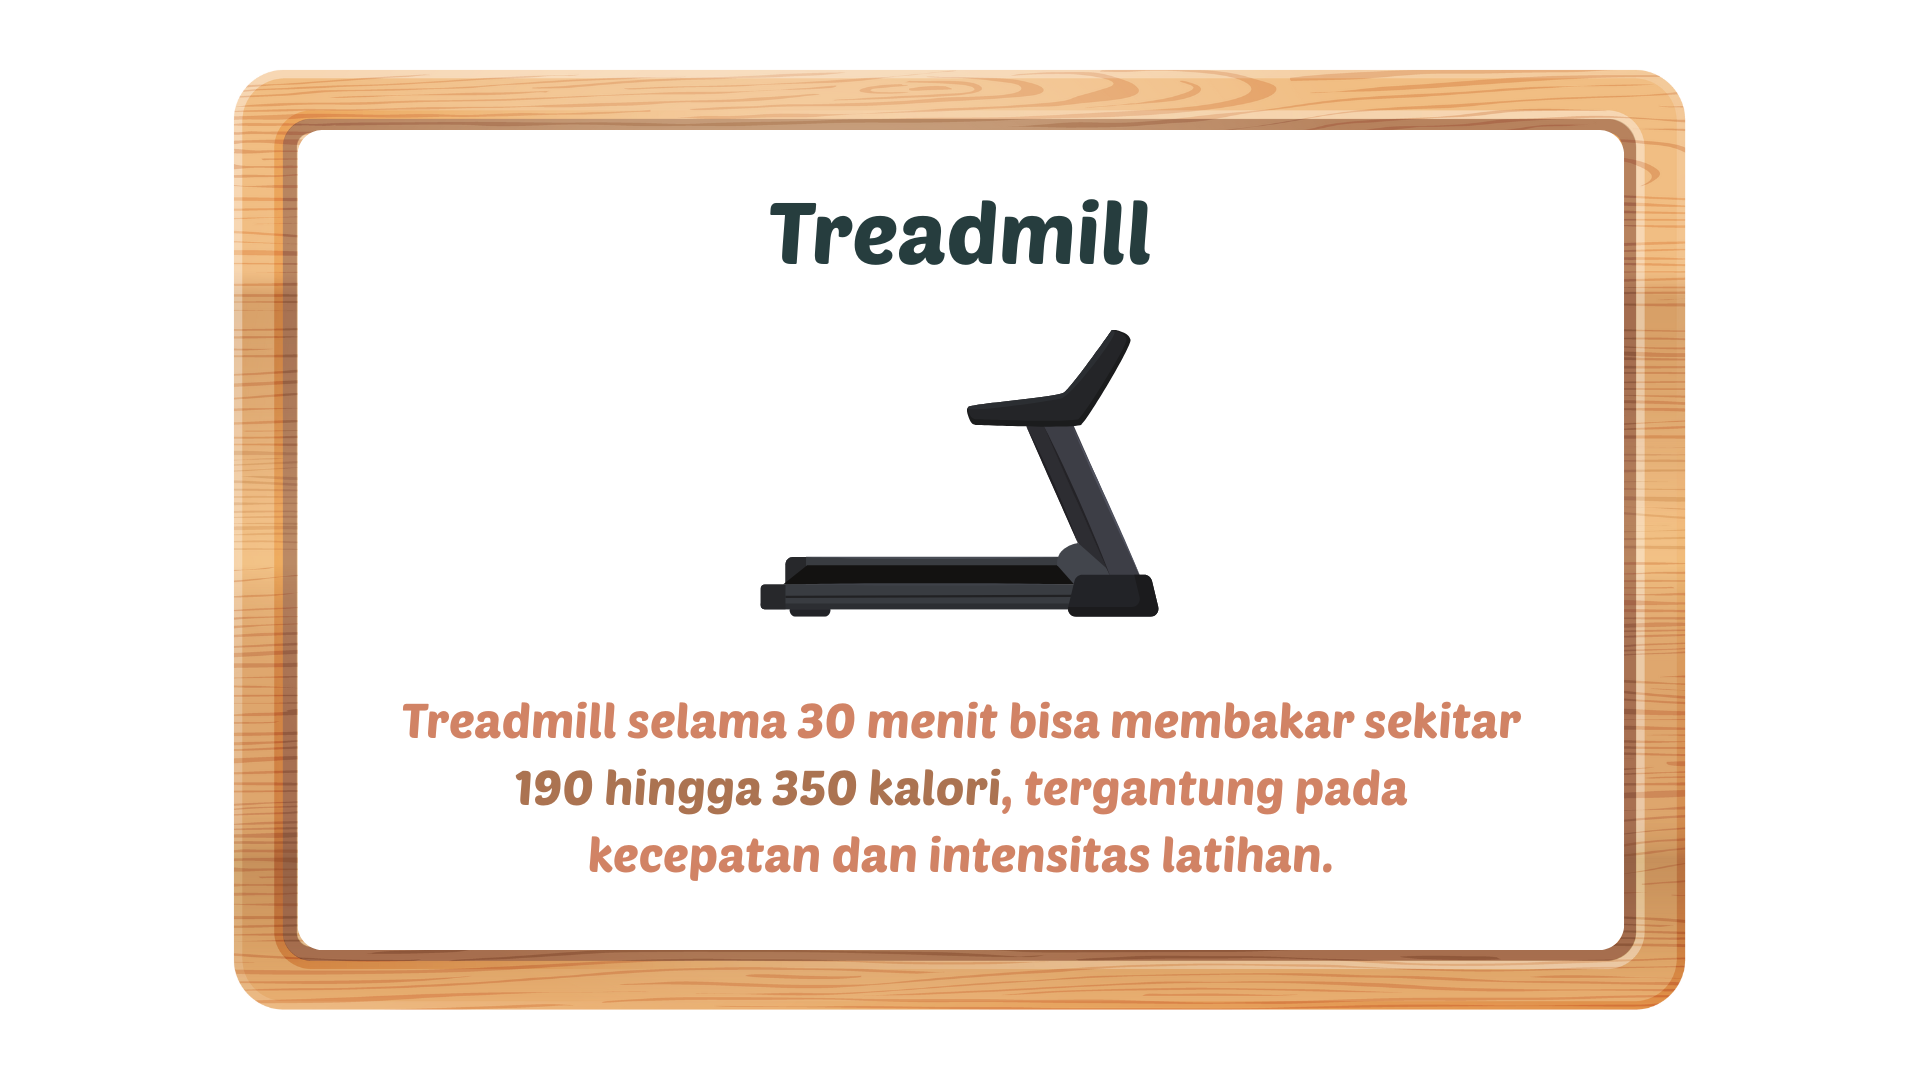 Treadmill
Treadmill selama 30 menit bisa membakar sekitar
190 hingga 350 kalori, tergantung pada
kecepatan dan intensitas latihan.